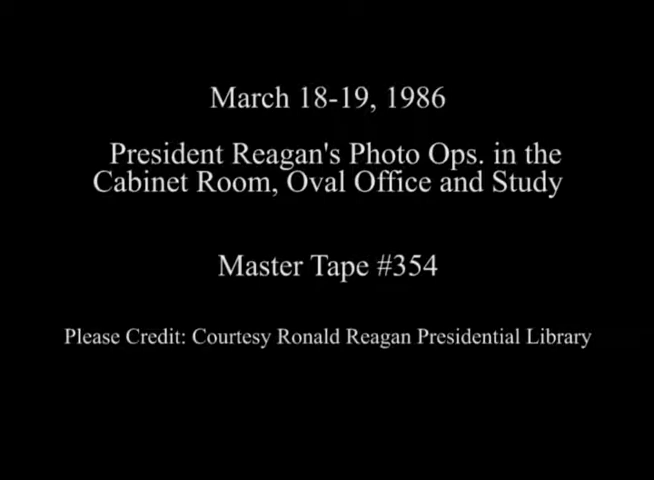 March 18-19, 1986
President Reagan's Photo Ops. in the
Cabinet Room, Oval Office and Study
Master Tape #354
Please Credit: Courtesy Ronald Reagan Presidential Library